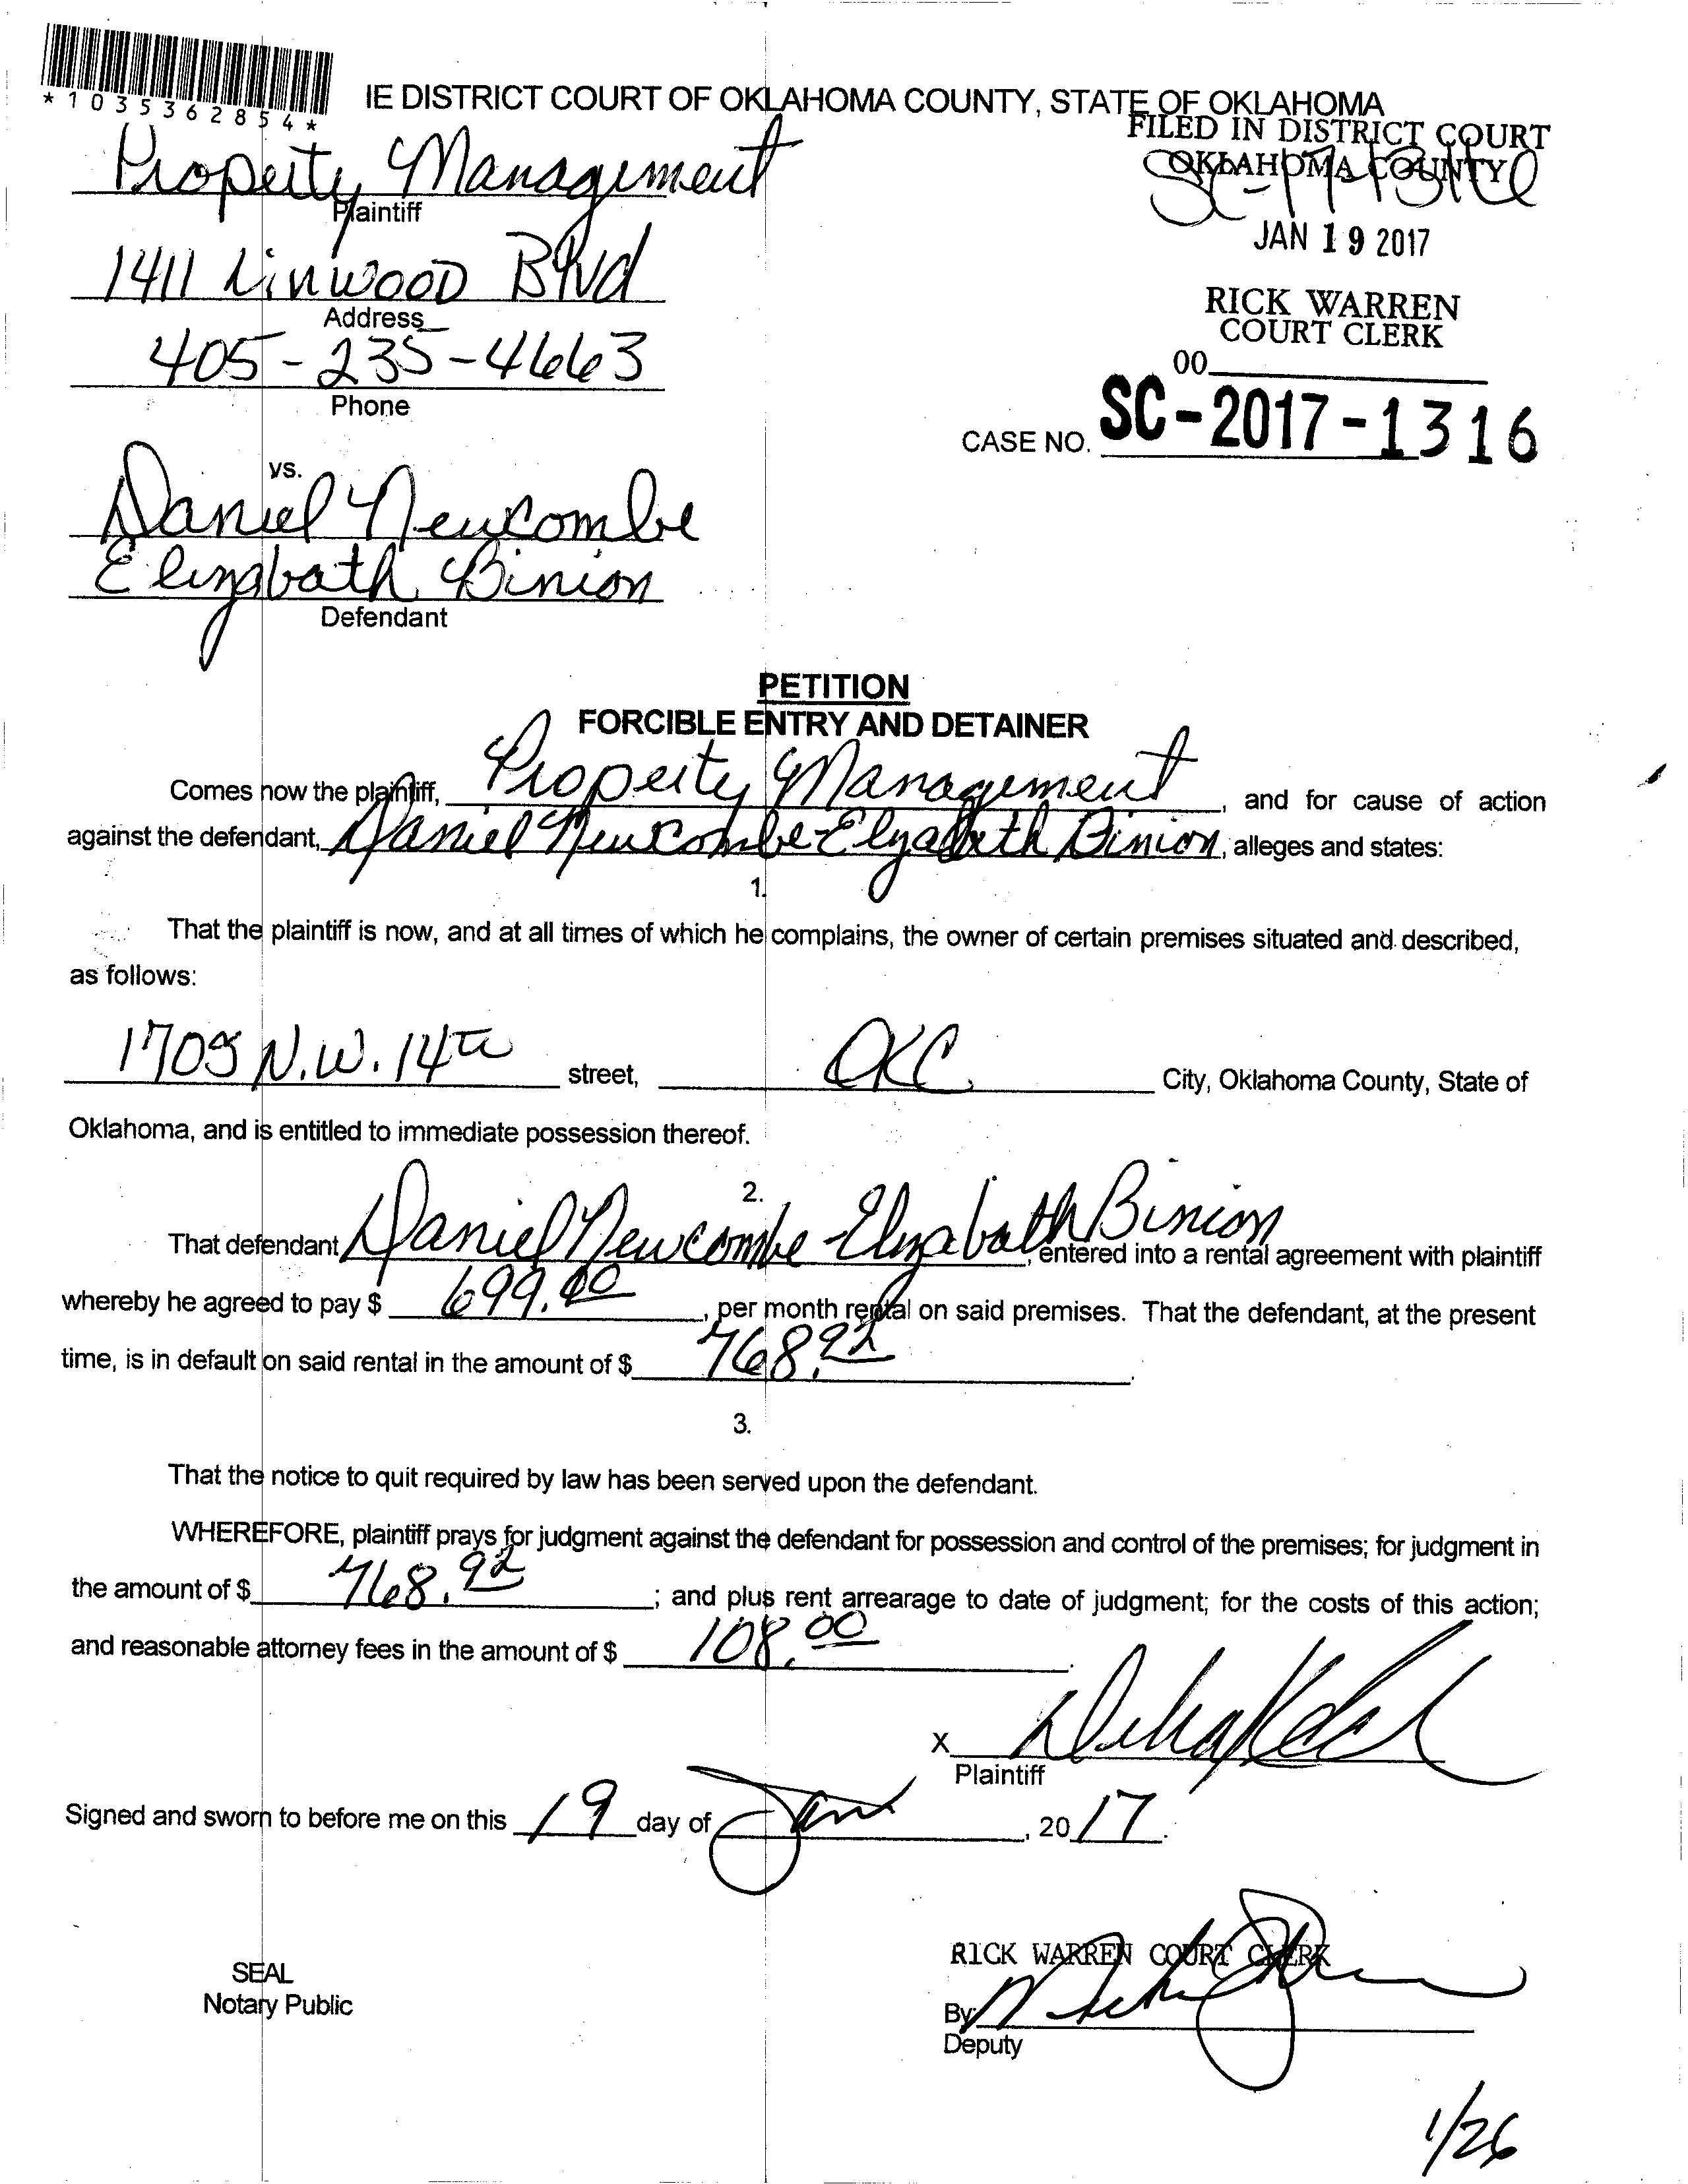 *1035362854*
IE DISTRICT COURT OF OKLAHOMA COUNTY, STATE OF OKLAHOMA
FILED IN DISTRICT COURT
OKLAHOMA COUNTY
Property Management
Plaintiff
JAN 19 2017
1411 Linwood Blvd
Address
RICK WARREN
COURT CLERK
405-235-4663
Phone
00
CASE NO. SC-2017-1316
vs.
Daniel Newcombe
Elizabath Binion
Defendant
PETITION
FORCIBLE ENTRY AND DETAINER
Comes now the plaintiff, Property Management, and for cause of action
against the defendant, Daniel Newcombe-Elizabeth Binion, alleges and states:
1.
That the plaintiff is now, and at all times of which he complains, the owner of certain premises situated and described,
as follows:
1709 N.W. 14th street, OKC City, Oklahoma County, State of
Oklahoma, and is entitled to immediate possession thereof.
2.
That defendant Daniel Newcombe-Elizabath Binion, entered into a rental agreement with plaintiff
whereby he agreed to pay $ 699.00, per month rental on said premises. That the defendant, at the present
time, is in default on said rental in the amount of $ 768.92.
3.
That the notice to quit required by law has been served upon the defendant.
WHEREFORE, plaintiff prays for judgment against the defendant for possession and control of the premises; for judgment in
the amount of $ 768.92; and plus rent arrearage to date of judgment; for the costs of this action;
and reasonable attorney fees in the amount of $ 108.00.
X
Plaintiff
Signed and sworn to before me on this 19 day of Jan, 2017.
RICK WARREN COURT CLERK
SEAL
Notary Public
By
Deputy
1/26